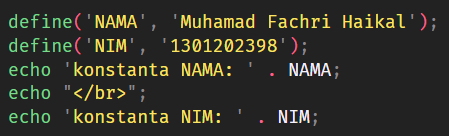 define('NAMA', 'Muhamad Fachri Haikal');
define('NIM', '1301202398');
echo 'konstanta NAMA: ' . NAMA;
echo "</br>";
echo 'konstanta NIM: ' . NIM;